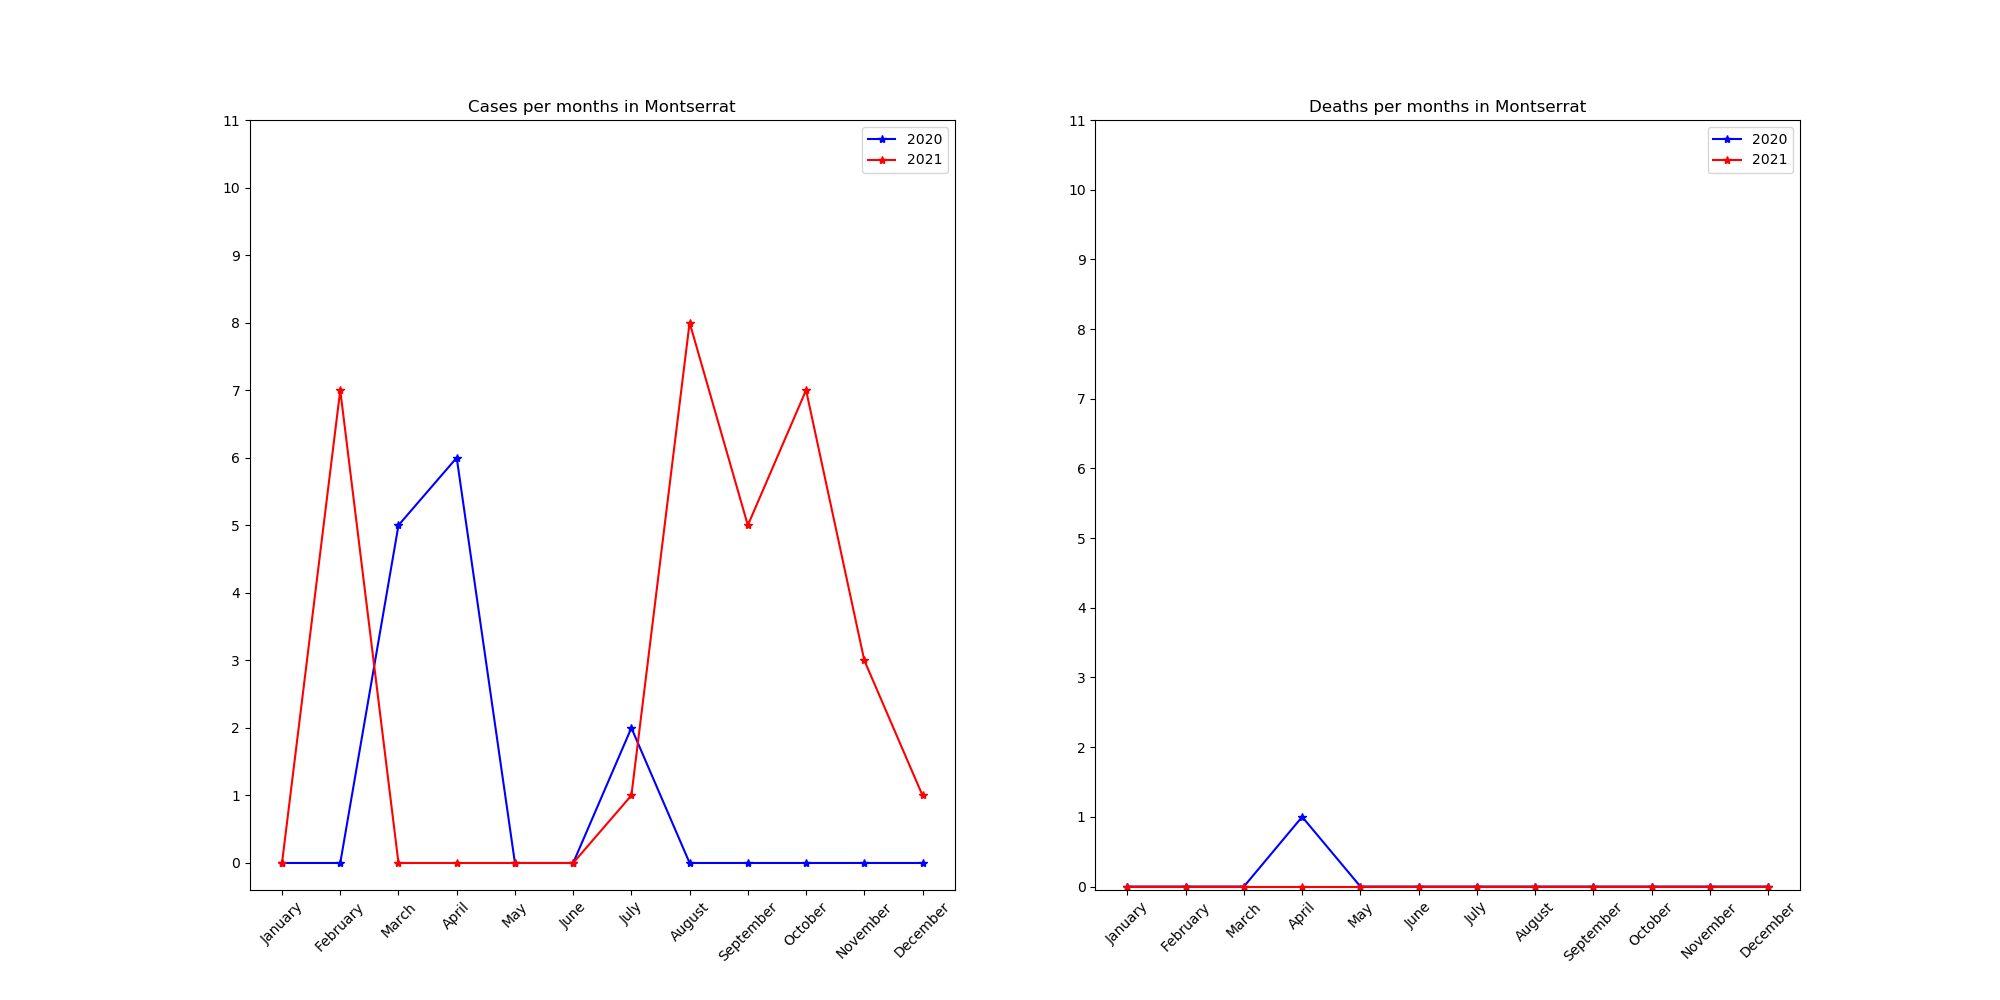 Cases per months in Montserrat
11
10
9
8
7
6
5
4
3
2
1
0
2020
2021
January
February
March
April
May
June
July
August
September
October
November
December
Deaths per months in Montserrat
11
10
9
8
7
6
5
4
3
2
1
0
2020
2021
January
February
March
April
May
June
July
August
September
October
November
December